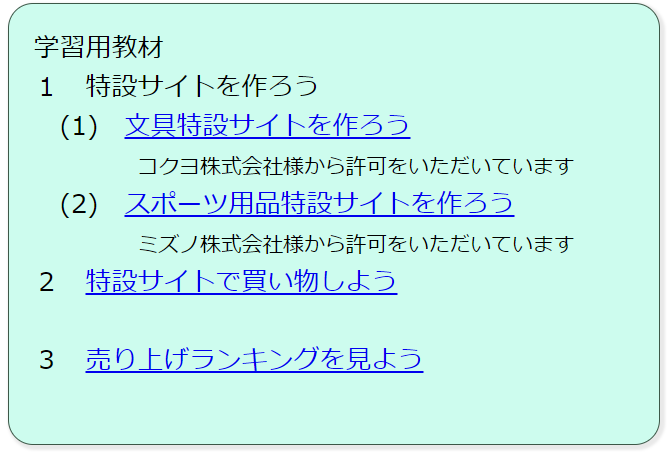 学習用教材
1 特設サイトを作ろう
(1) 文具特設サイトを作ろう
コクヨ株式会社様から許可をいただいています
(2) スポーツ用品特設サイトを作ろう
ミズノ株式会社様から許可をいただいています
2 特設サイトで買い物しよう
3 売り上げランキングを見よう